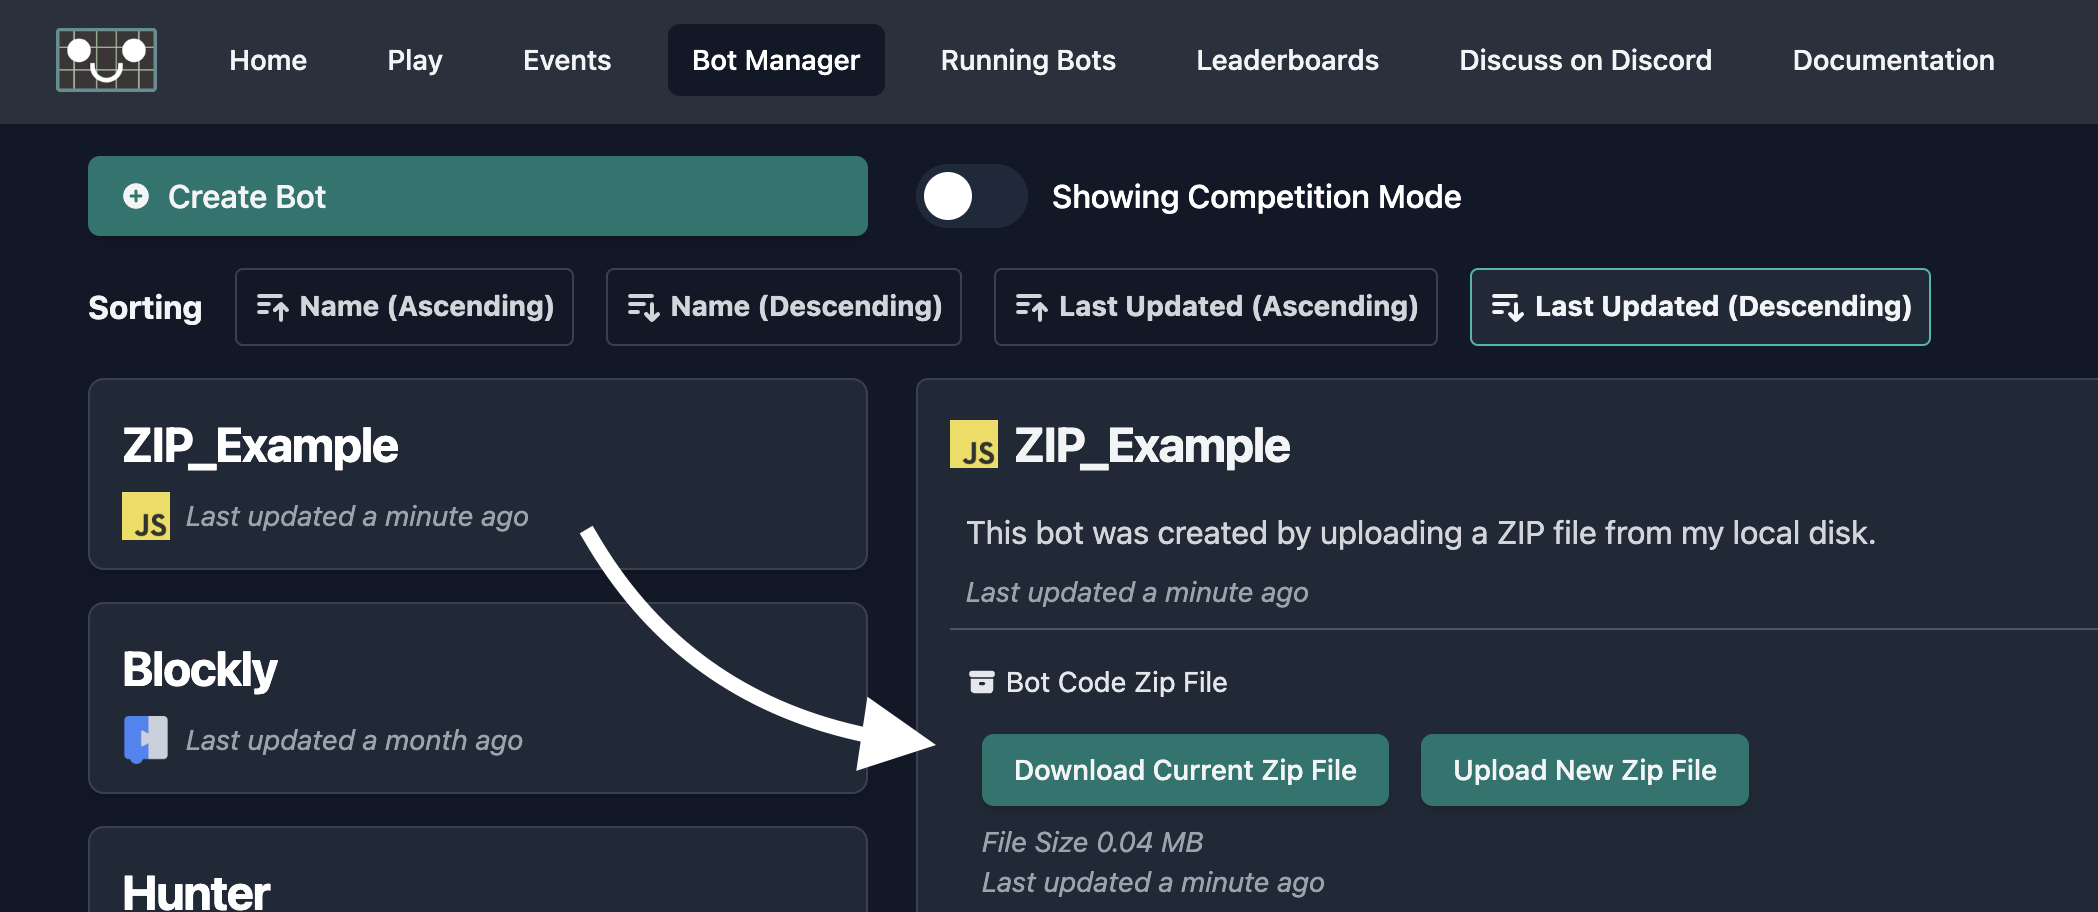 Home Play Events Bot Manager Running Bots Leaderboards Discuss on Discord Documentation
Create Bot
Showing Competition Mode
Sorting Name (Ascending) Name (Descending) Last Updated (Ascending) Last Updated (Descending)
ZIP_Example
JS Last updated a minute ago
Blockly
Last updated a month ago
Hunter
JS ZIP_Example
This bot was created by uploading a ZIP file from my local disk.
Last updated a minute ago
Bot Code Zip File
Download Current Zip File Upload New Zip File
File Size 0.04 MB
Last updated a minute ago